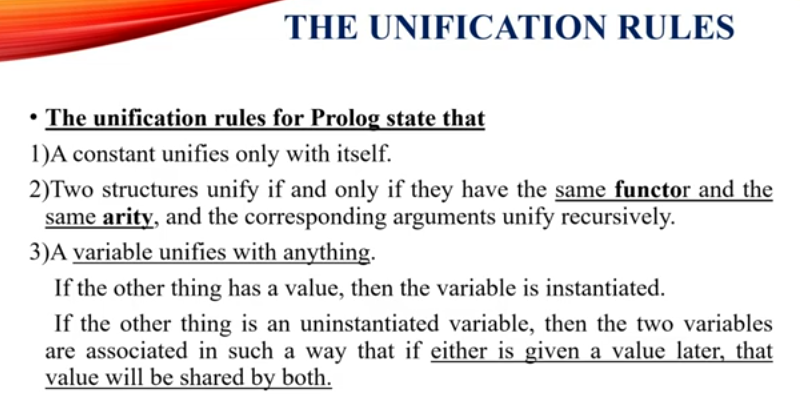 THE UNIFICATION RULES
• The unification rules for Prolog state that
1)A constant unifies only with itself.
2)Two structures unify if and only if they have the same functor and the
same arity, and the corresponding arguments unify recursively.
3)A variable unifies with anything.
If the other thing has a value, then the variable is instantiated.
If the other thing is an uninstantiated variable, then the two variables
are associated in such a way that if either is given a value later, that
value will be shared by both.